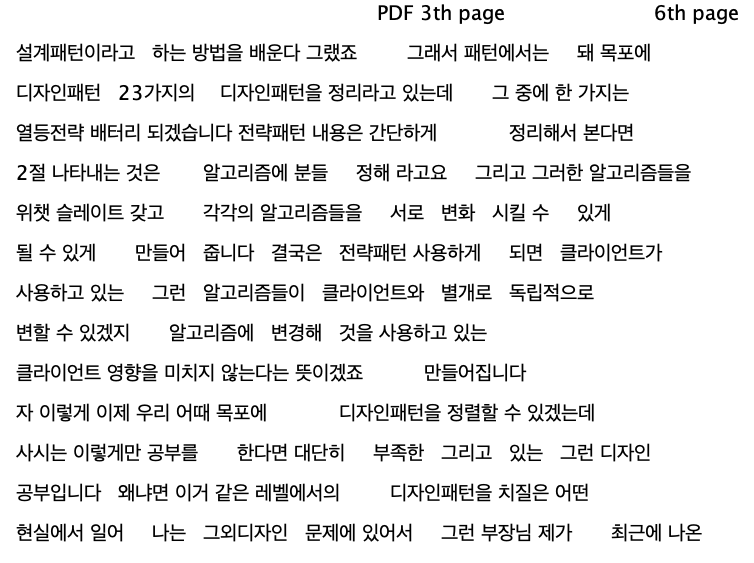 PDF 3th page 6th page
설계패턴이라고 하는 방법을 배운다 그랬죠 그래서 패턴에서는 돼 목포에
디자인패턴 23가지의 디자인패턴을 정리라고 있는데 그 중에 한 가지는
열등전략 배터리 되겠습니다 전략패턴 내용은 간단하게 정리해서 본다면
2절 나타내는 것은 알고리즘에 분들 정해 라고요 그리고 그러한 알고리즘들을
위챗 슬레이트 갖고 각각의 알고리즘들을 서로 변화 시킬 수 있게
될 수 있게 만들어 줍니다 결국은 전략패턴 사용하게 되면 클라이언트가
사용하고 있는 그런 알고리즘들이 클라이언트와 별개로 독립적으로
변할 수 있겠지 알고리즘에 변경해 것을 사용하고 있는
클라이언트 영향을 미치지 않는다는 뜻이겠죠 만들어집니다
자 이렇게 이제 우리 어때 목포에 디자인패턴을 정렬할 수 있겠는데
사시는 이렇게만 공부를 한다면 대단히 부족한 그리고 있는 그런 디자인
공부입니다 왜냐면 이거 같은 레벨에서의 디자인패턴을 치질은 어떤
현실에서 일어 나는 그외디자인 문제에 있어서 그런 부장님 제가 최근에 나온